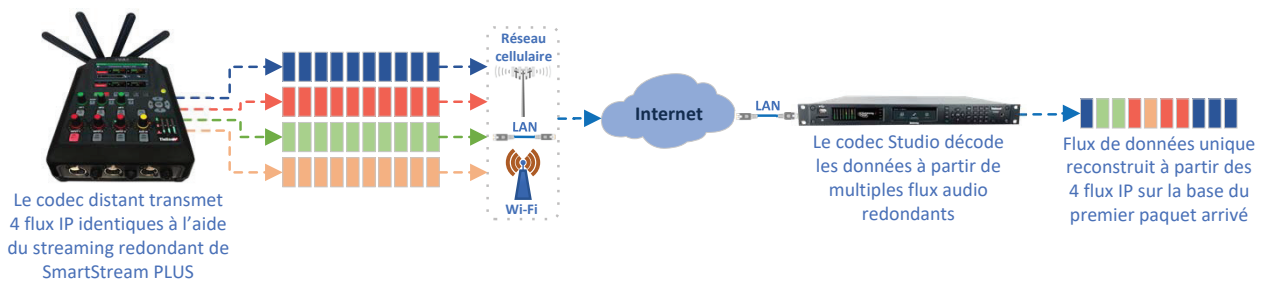 Réseau
cellulaire
LAN
Wi-Fi
Internet
LAN
Le codec distant transmet
4 flux IP identiques à l’aide
du streaming redondant de
SmartStream PLUS
Le codec Studio décode
les données à partir de
multiples flux audio
redondants
Flux de données unique
reconstruit à partir des
4 flux IP sur la base du
premier paquet arrivé